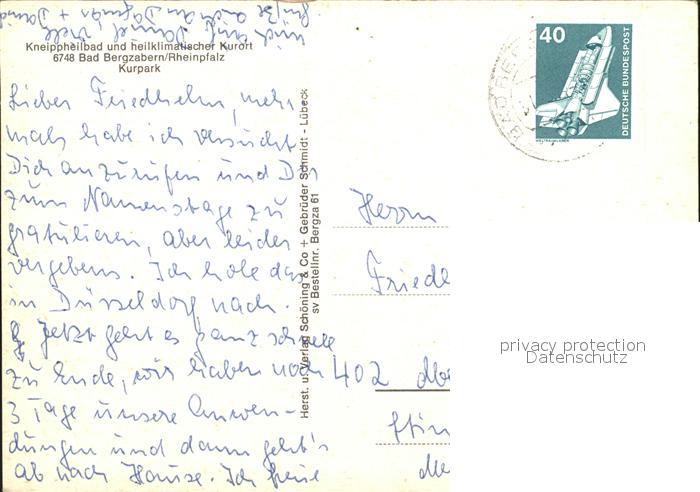 Kneippheilbad und heilklimatischer Kurort
6748 Bad Bergzabern/Rheinpfalz
Kurpark
Lieber Friedhelm, mehr
mals habe ich versucht
Dich anzurufen und Dir
zum Namenstage zu
gratulieren, aber leider
vergebens. Ich hole das
in Düsseldorf nach.
Jetzt geht es ganz schnell
zu Ende, wir haben noch
3 Tage unsere Anwen-
dungen und dann geht's
ab nach Hause. Ich
Herst. u. Verlag Schöning & Co + Gebrüder Schmidt - Lübeck
sv Bestellnr. Bergza 61
40
DEUTSCHE BUNDESPOST
WELTRAUMLABOR
Herrn
Friedl
402
privacy protection
Datenschutz